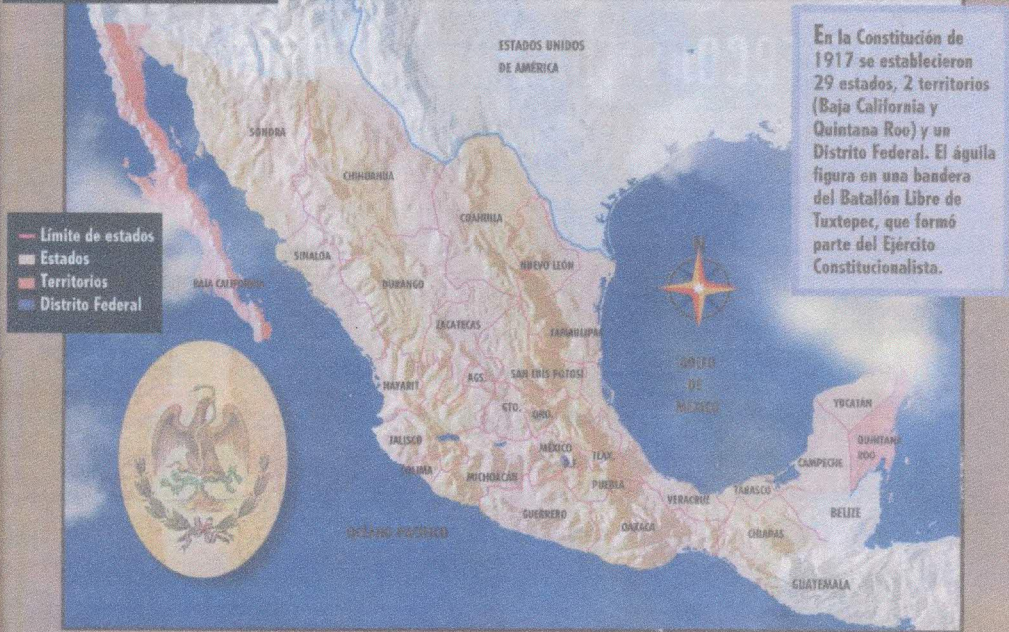 ESTADOS UNIDOS
DE AMÉRICA
En la Constitución de
1917 se establecieron
29 estados, 2 territorios
(Baja California y
Quintana Roo) y un
Distrito Federal. El águila
figura en una bandera
del Batallón Libre de
Tuxtepec, que formó
parte del Ejército
Constitucionalista.
SONORA
CHIHUAHUA
COAHUILA
Límite de estados
Estados
Territorios
Distrito Federal
SINALOA
NUEVO LEÓN
BAJA CALIFORNIA
DURANGO
N
ZACATECAS
TAMAULIPAS
GOLFO
DE
MÉXICO
NAYARIT
AGS.
SAN LUIS POTOSÍ
GTO.
QRO.
YUCATÁN
JALISCO
MÉXICO
D.F.
TLAX.
QUINTANA
ROO
COLIMA
MICHOACÁN
PUEBLA
CAMPECHE
VERACRUZ
TABASCO
GUERRERO
OAXACA
BELIZE
OCÉANO PACÍFICO
CHIAPAS
GUATEMALA